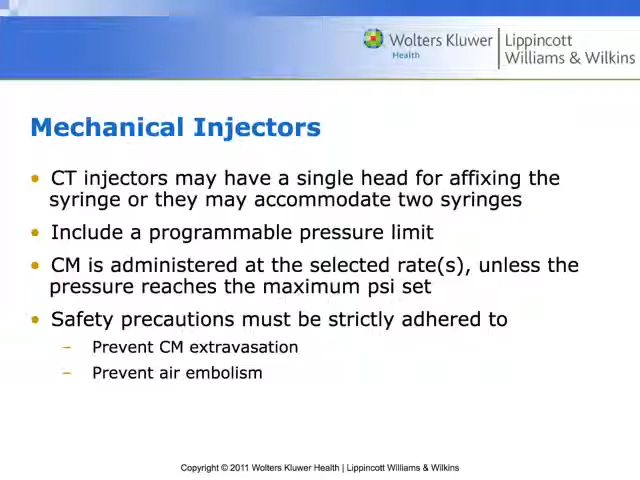 Wolters Kluwer
Health
Lippincott
Williams & Wilkins
Mechanical Injectors
• CT injectors may have a single head for affixing the
syringe or they may accommodate two syringes
• Include a programmable pressure limit
• CM is administered at the selected rate(s), unless the
pressure reaches the maximum psi set
• Safety precautions must be strictly adhered to
– Prevent CM extravasation
– Prevent air embolism
Copyright © 2011 Wolters Kluwer Health | Lippincott Williams & Wilkins